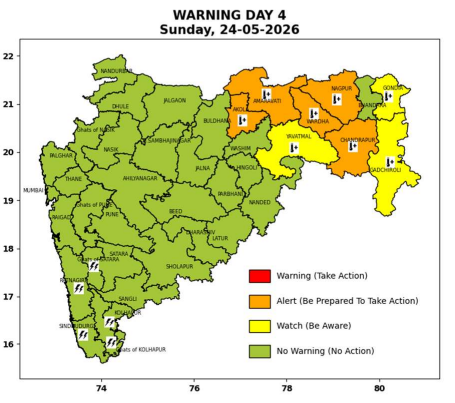 WARNING DAY 4
Sunday, 24-05-2026
22
21
20
19
18
17
16
74
76
78
80
NANDURBAR
DHULE
JALGAON
Ghats of NASIK
NASIK
SAMBHAJINAGAR
BULDHANA
AKOLA
AMARAVATI
NAGPUR
WARDHA
BHANDARA
GONDIA
YAVATMAL
CHANDRAPUR
GADCHIROLI
WASHIM
HINGOLI
PALGHAR
THANE
MUMBAI
AHILYANAGAR
JALNA
PARBHANI
NANDED
RAIGAD
Ghats of PUNE
PUNE
BEED
DHARASHIV
LATUR
SATARA
Ghats of SATARA
SHOLAPUR
RATNAGIRI
SANGLI
KOLHAPUR
SINDHUDURG
Ghats of KOLHAPUR
Warning (Take Action)
Alert (Be Prepared To Take Action)
Watch (Be Aware)
No Warning (No Action)